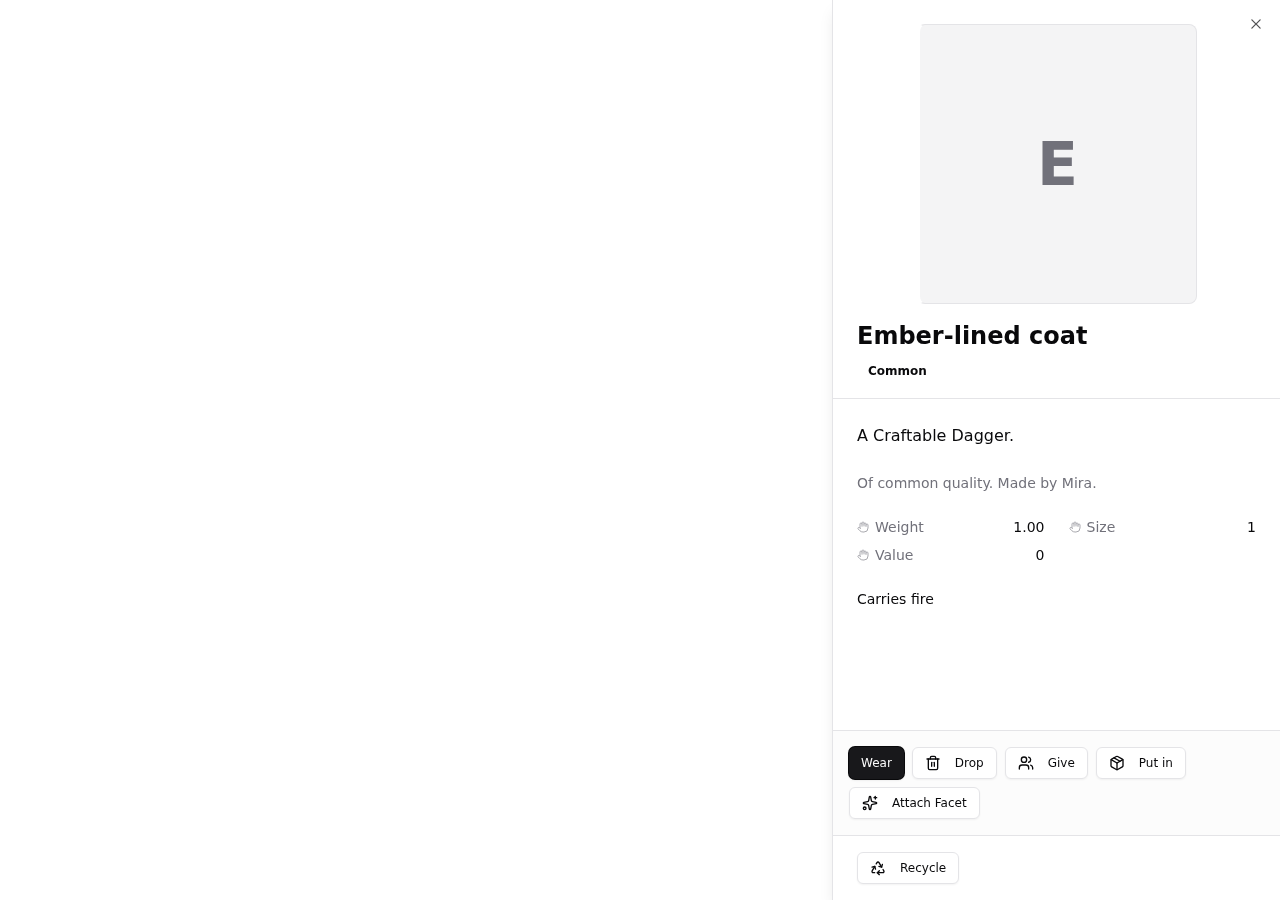 E
Ember-lined coat
Common
A Craftable Dagger.
Of common quality. Made by Mira.
Weight 1.00 Size 1
Value 0
Carries fire
Wear Drop Give Put in
Attach Facet
Recycle